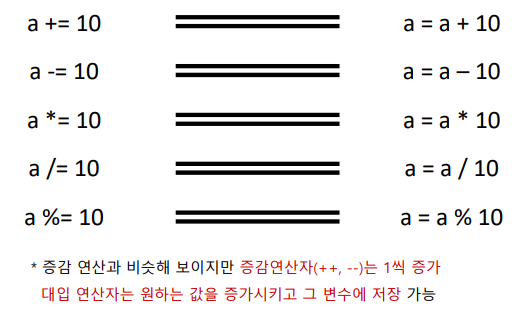 a += 10 a = a + 10
a -= 10 a = a – 10
a *= 10 a = a * 10
a /= 10 a = a / 10
a %= 10 a = a % 10
* 증감 연산과 비슷해 보이지만 증감연산자(++, --)는 1씩 증가
대입 연산자는 원하는 값을 증가시키고 그 변수에 저장 가능